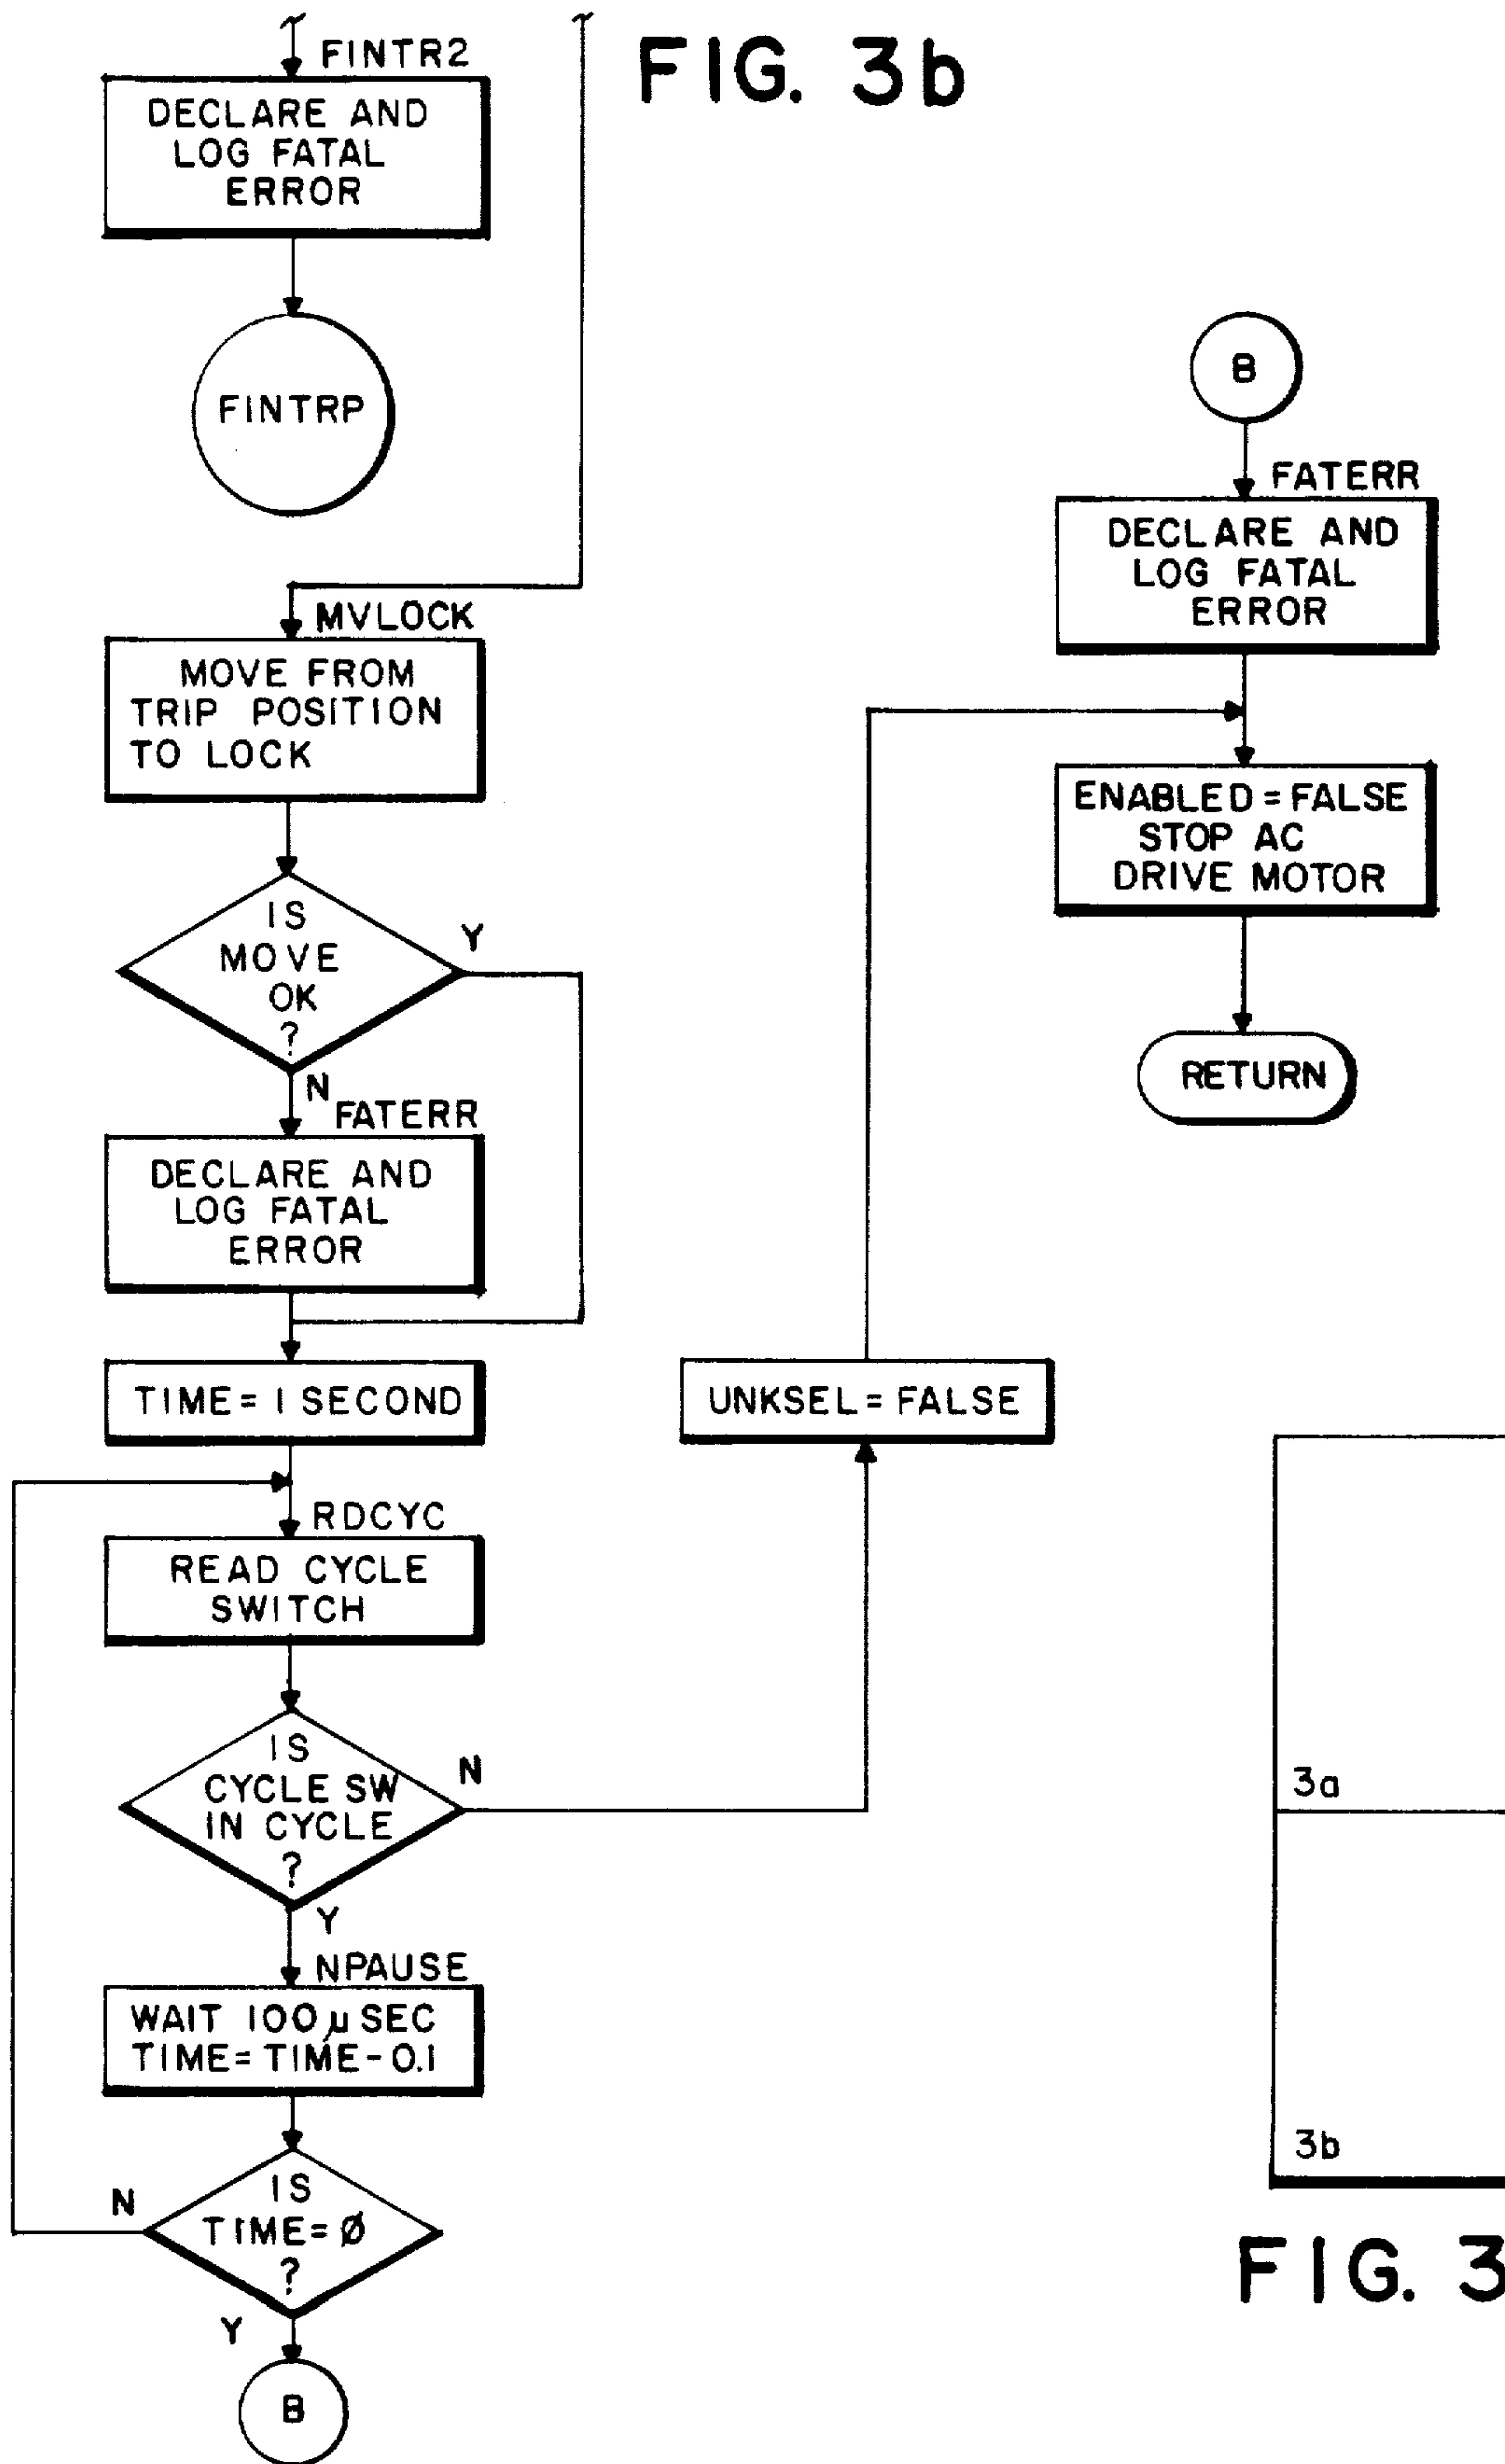 FIG. 3b
FINTR2
DECLARE AND
LOG FATAL
ERROR
FINTRP
MVLOCK
MOVE FROM
TRIP POSITION
TO LOCK
IS
MOVE
OK
?
Y
N
FATERR
DECLARE AND
LOG FATAL
ERROR
TIME = 1 SECOND
RDCYC
READ CYCLE
SWITCH
IS
CYCLE SW
IN CYCLE
?
N
Y
NPAUSE
WAIT 100 μSEC
TIME = TIME - 0.1
IS
TIME = Ø
?
N
Y
B
UNKSEL = FALSE
B
FATERR
DECLARE AND
LOG FATAL
ERROR
ENABLED = FALSE
STOP AC
DRIVE MOTOR
RETURN
3a
3b
FIG. 3